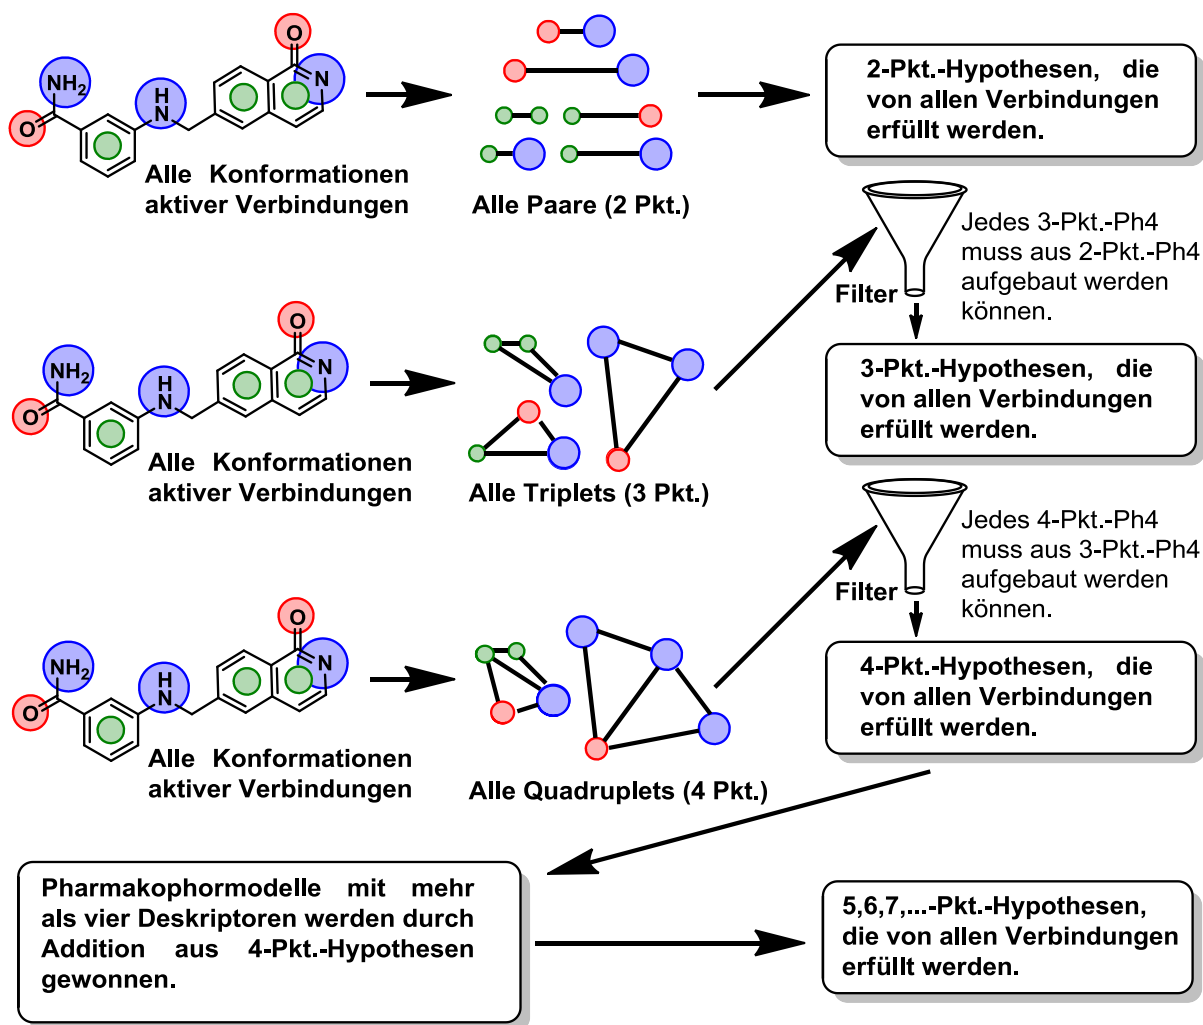 O
NH2
H
N
N
O
Alle Konformationen
aktiver Verbindungen
Alle Paare (2 Pkt.)
2-Pkt.-Hypothesen, die
von allen Verbindungen
erfüllt werden.
Jedes 3-Pkt.-Ph4
muss aus 2-Pkt.-Ph4
aufgebaut werden
können.
Filter
O
NH2
H
N
N
O
Alle Konformationen
aktiver Verbindungen
Alle Triplets (3 Pkt.)
3-Pkt.-Hypothesen, die
von allen Verbindungen
erfüllt werden.
Jedes 4-Pkt.-Ph4
muss aus 3-Pkt.-Ph4
aufgebaut werden
können.
Filter
O
NH2
H
N
N
O
Alle Konformationen
aktiver Verbindungen
Alle Quadruplets (4 Pkt.)
4-Pkt.-Hypothesen, die
von allen Verbindungen
erfüllt werden.
Pharmakophormodelle mit mehr
als vier Deskriptoren werden durch
Addition aus 4-Pkt.-Hypothesen
gewonnen.
5,6,7,...-Pkt.-Hypothesen,
die von allen Verbindungen
erfüllt werden.